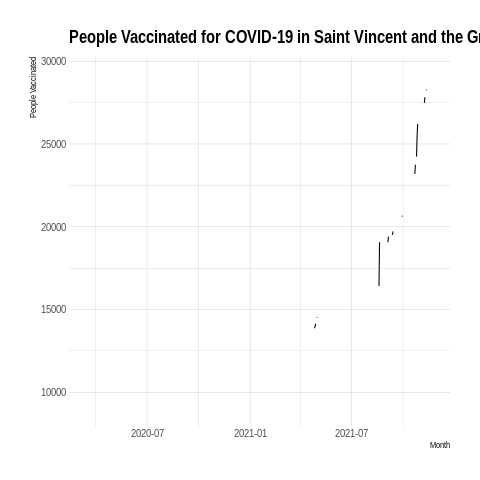 People Vaccinated for COVID-19 in Saint Vincent and the Gr
People Vaccinated
30000
25000
20000
15000
10000
2020-07 2021-01 2021-07
Month